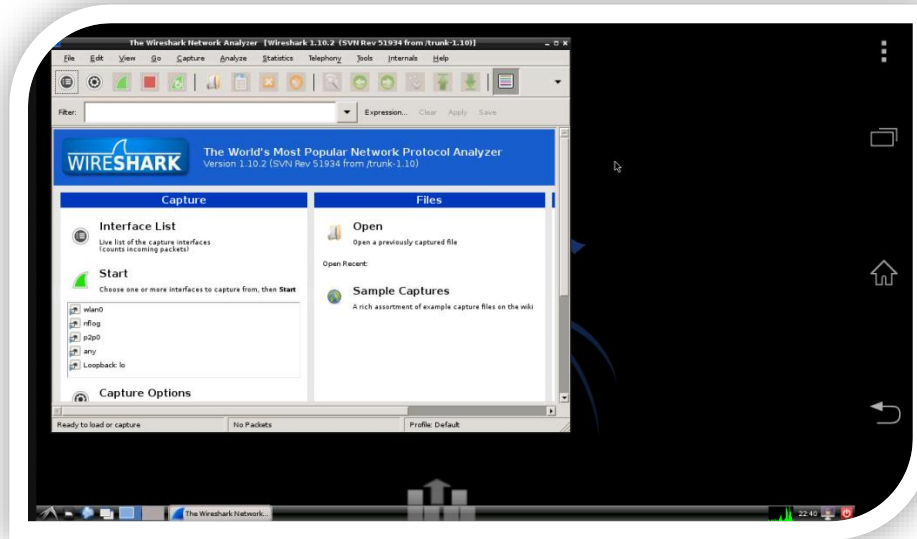 The Wireshark Network Analyzer [Wireshark 1.10.2 (SVN Rev 51934 from /trunk-1.10)]
File Edit View Go Capture Analyze Statistics Telephony Tools Internals Help
Filter: Expression... Clear Apply Save
WIRESHARK
The World's Most Popular Network Protocol Analyzer
Version 1.10.2 (SVN Rev 51934 from /trunk-1.10)
Capture
Interface List
Live list of the capture interfaces
(counts incoming packets)
Start
Choose one or more interfaces to capture from, then Start
wlan0
nflog
p2p0
any
Loopback: lo
Capture Options
Files
Open
Open a previously captured file
Open Recent:
Sample Captures
A rich assortment of example capture files on the wiki
Ready to load or capture No Packets Profile: Default
The Wireshark Network... 22:40